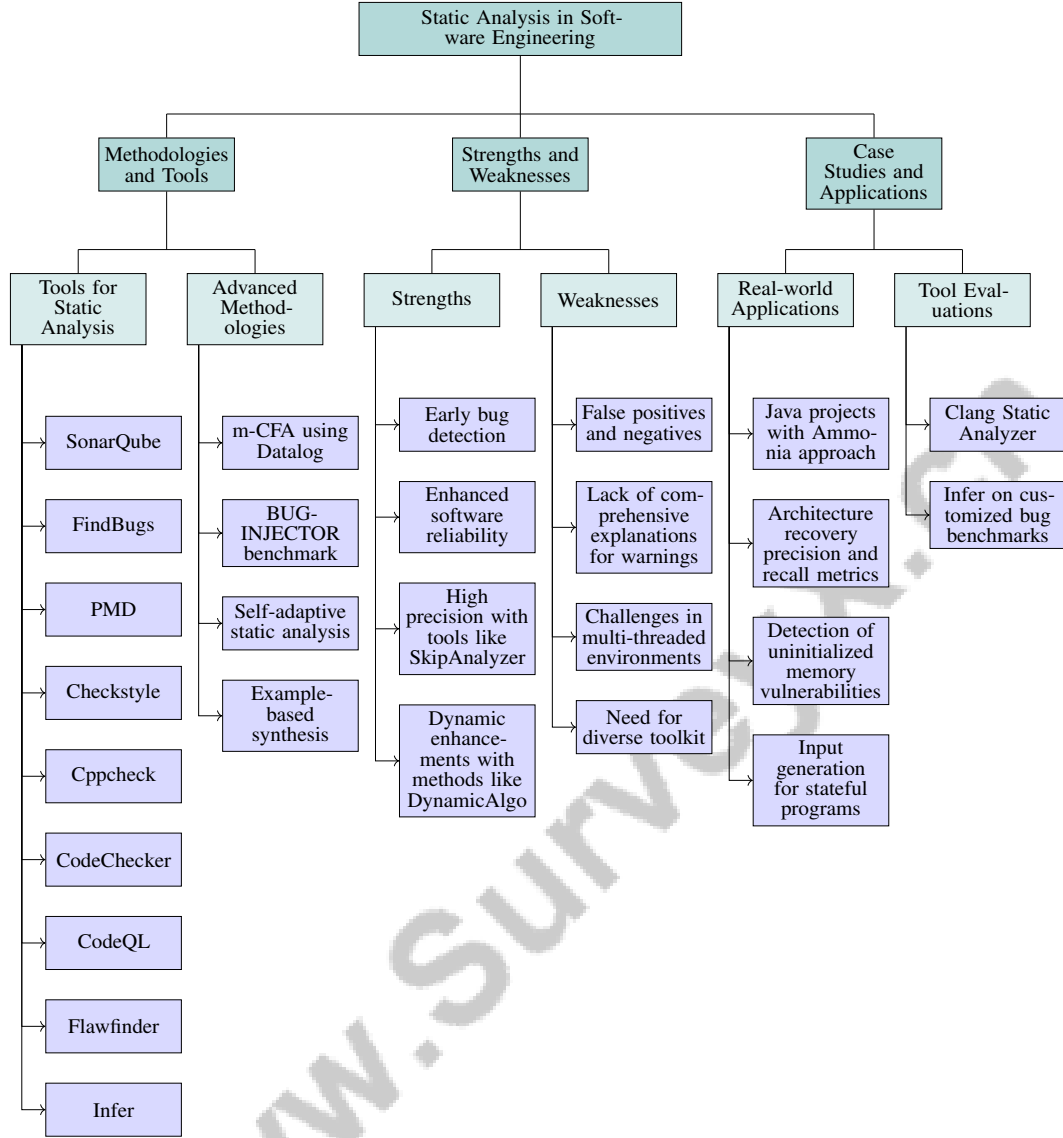 Static Analysis in Soft-
ware Engineering
Methodologies
and Tools
Strengths and
Weaknesses
Case
Studies and
Applications
Tools for
Static
Analysis
Advanced
Method-
ologies
Strengths
Weaknesses
Real-world
Applications
Tool Eval-
uations
SonarQube
FindBugs
PMD
Checkstyle
Cppcheck
CodeChecker
CodeQL
Flawfinder
Infer
m-CFA using
Datalog
BUG-
INJECTOR
benchmark
Self-adaptive
static analysis
Example-
based
synthesis
Early bug
detection
Enhanced
software
reliability
High
precision with
tools like
SkipAnalyzer
Dynamic
enhance-
ments with
methods like
DynamicAlgo
False positives
and negatives
Lack of com-
prehensive
explanations
for warnings
Challenges in
multi-threaded
environments
Need for
diverse toolkit
Java projects
with Ammo-
nia approach
Architecture
recovery
precision and
recall metrics
Detection of
uninitialized
memory
vulnerabilities
Input
generation
for stateful
programs
Clang Static
Analyzer
Infer on cus-
tomized bug
benchmarks